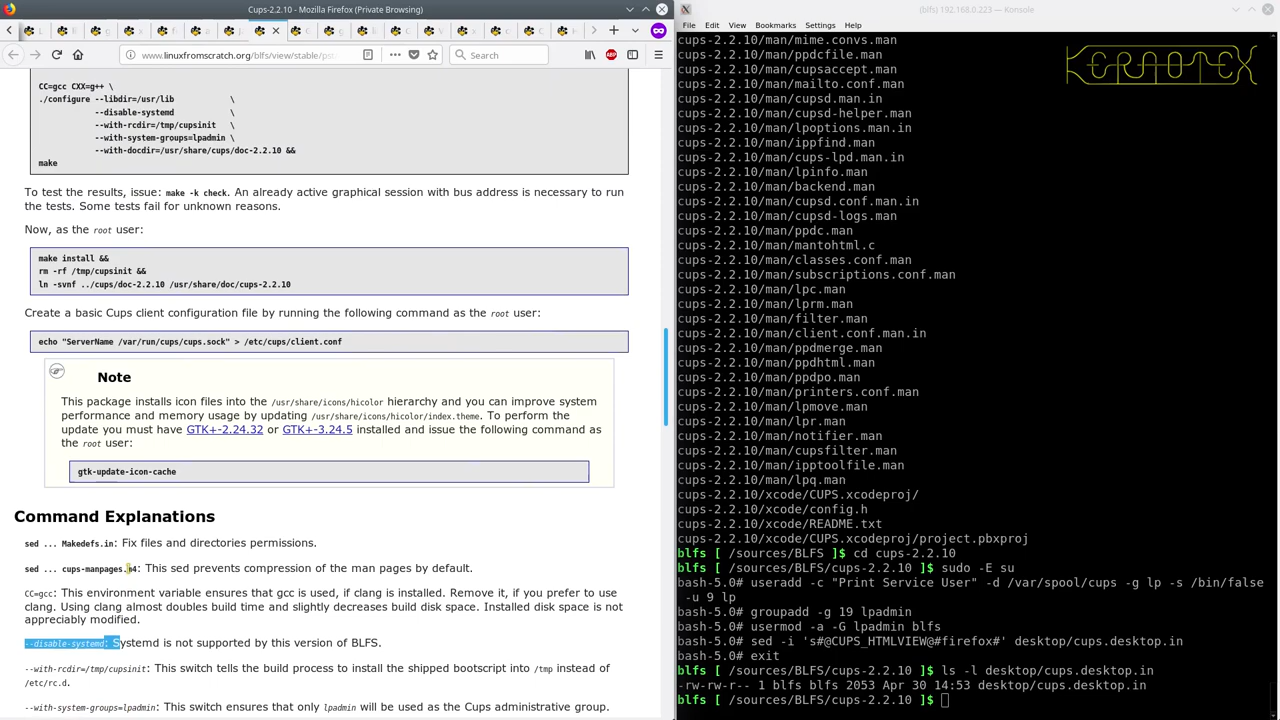 Cups-2.2.10 - Mozilla Firefox (Private Browsing)
www.linuxfromscratch.org/blfs/view/stable/pst
Search
CC=gcc CXX=g++ \
./configure --libdir=/usr/lib \
--disable-systemd \
--with-rcdir=/tmp/cupsinit \
--with-system-groups=lpadmin \
--with-docdir=/usr/share/cups/doc-2.2.10 &&
make
To test the results, issue: make -k check. An already active graphical session with bus address is necessary to run
the tests. Some tests fail for unknown reasons.
Now, as the root user:
make install &&
rm -rf /tmp/cupsinit &&
ln -svnf ../cups/doc-2.2.10 /usr/share/doc/cups-2.2.10
Create a basic Cups client configuration file by running the following command as the root user:
echo "ServerName /var/run/cups/cups.sock" > /etc/cups/client.conf
Note
This package installs icon files into the /usr/share/icons/hicolor hierarchy and you can improve system
performance and memory usage by updating /usr/share/icons/hicolor/index.theme. To perform the
update you must have GTK+-2.24.32 or GTK+-3.24.5 installed and issue the following command as
the root user:
gtk-update-icon-cache
Command Explanations
sed ... Makedefs.in: Fix files and directories permissions.
sed ... cups-manpages.m4: This sed prevents compression of the man pages by default.
CC=gcc: This environment variable ensures that gcc is used, if clang is installed. Remove it, if you prefer to use
clang. Using clang almost doubles build time and slightly decreases build disk space. Installed disk space is not
appreciably modified.
--disable-systemd: Systemd is not supported by this version of BLFS.
--with-rcdir=/tmp/cupsinit: This switch tells the build process to install the shipped bootscript into /tmp instead of
/etc/rc.d.
--with-system-groups=lpadmin: This switch ensures that only lpadmin will be used as the Cups administrative group.
(blfs) 192.168.0.223 — Konsole
File Edit View Bookmarks Settings Help
KERAOTEX
cups-2.2.10/man/mime.convs.man
cups-2.2.10/man/ppdcfile.man
cups-2.2.10/man/cupsaccept.man
cups-2.2.10/man/mailto.conf.man
cups-2.2.10/man/cupsd.man.in
cups-2.2.10/man/cupsd-helper.man
cups-2.2.10/man/lpoptions.man.in
cups-2.2.10/man/ippfind.man
cups-2.2.10/man/cups-lpd.man.in
cups-2.2.10/man/lpinfo.man
cups-2.2.10/man/backend.man
cups-2.2.10/man/cupsd.conf.man.in
cups-2.2.10/man/cupsd-logs.man
cups-2.2.10/man/ppdc.man
cups-2.2.10/man/mantohtml.c
cups-2.2.10/man/classes.conf.man
cups-2.2.10/man/subscriptions.conf.man
cups-2.2.10/man/lpc.man
cups-2.2.10/man/lprm.man
cups-2.2.10/man/filter.man
cups-2.2.10/man/client.conf.man.in
cups-2.2.10/man/ppdmerge.man
cups-2.2.10/man/ppdhtml.man
cups-2.2.10/man/ppdpo.man
cups-2.2.10/man/printers.conf.man
cups-2.2.10/man/lpmove.man
cups-2.2.10/man/lpr.man
cups-2.2.10/man/notifier.man
cups-2.2.10/man/cupsfilter.man
cups-2.2.10/man/ipptoolfile.man
cups-2.2.10/man/lpq.man
cups-2.2.10/xcode/CUPS.xcodeproj/
cups-2.2.10/xcode/config.h
cups-2.2.10/xcode/README.txt
cups-2.2.10/xcode/CUPS.xcodeproj/project.pbxproj
blfs [ /sources/BLFS ]$ cd cups-2.2.10
blfs [ /sources/BLFS/cups-2.2.10 ]$ sudo -E su
bash-5.0# useradd -c "Print Service User" -d /var/spool/cups -g lp -s /bin/false
-u 9 lp
bash-5.0# groupadd -g 19 lpadmin
bash-5.0# usermod -a -G lpadmin blfs
bash-5.0# sed -i 's#@CUPS_HTMLVIEW@#firefox#' desktop/cups.desktop.in
bash-5.0# exit
blfs [ /sources/BLFS/cups-2.2.10 ]$ ls -l desktop/cups.desktop.in
-rw-rw-r-- 1 blfs blfs 2053 Apr 30 14:53 desktop/cups.desktop.in
blfs [ /sources/BLFS/cups-2.2.10 ]$